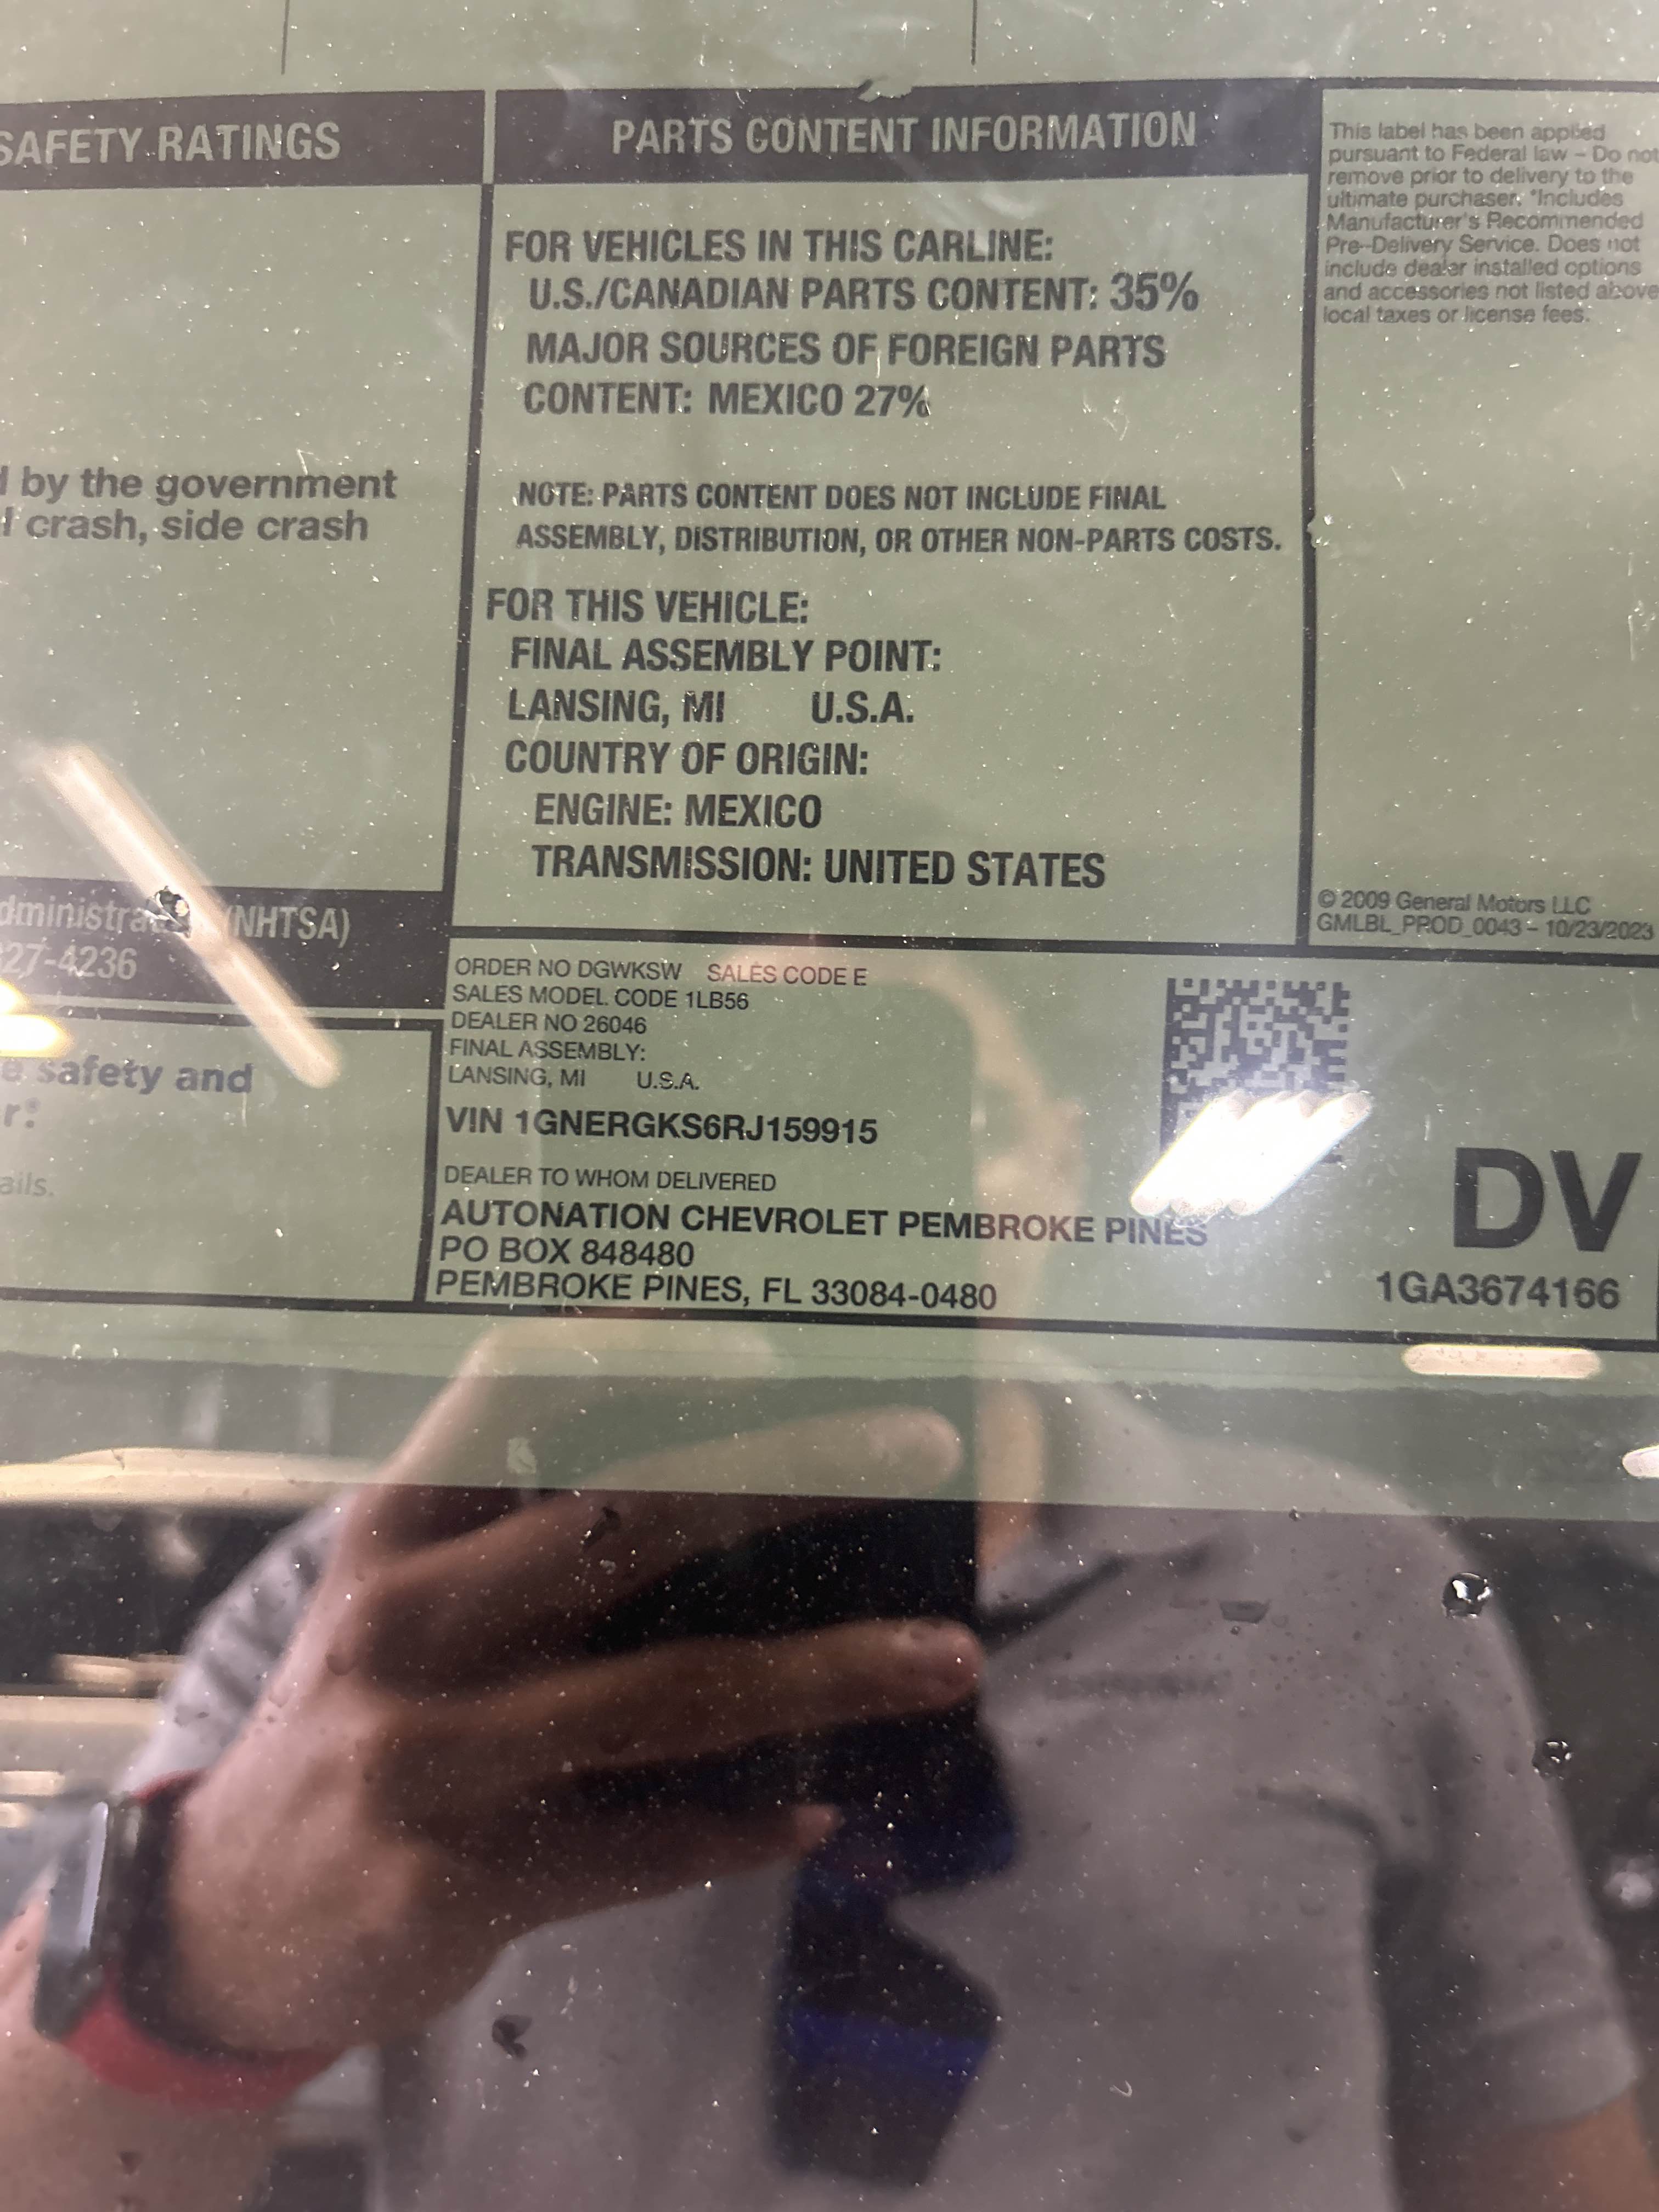 SAFETY RATINGS
by the government
crash, side crash
(NHTSA)
27-4236
safety and
r:
ails.
PARTS CONTENT INFORMATION
FOR VEHICLES IN THIS CARLINE:
U.S./CANADIAN PARTS CONTENT: 35%
MAJOR SOURCES OF FOREIGN PARTS
CONTENT: MEXICO 27%
NOTE: PARTS CONTENT DOES NOT INCLUDE FINAL
ASSEMBLY, DISTRIBUTION, OR OTHER NON-PARTS COSTS.
FOR THIS VEHICLE:
FINAL ASSEMBLY POINT:
LANSING, MI U.S.A.
COUNTRY OF ORIGIN:
ENGINE: MEXICO
TRANSMISSION: UNITED STATES
This label has been applied
pursuant to Federal law – Do not
remove prior to delivery to the
ultimate purchaser. *Includes
Manufacturer's Recommended
Pre-Delivery Service. Does not
include dealer installed options
and accessories not listed above,
local taxes or license fees.
© 2009 General Motors LLC
GMLBL_PROD_0043 – 10/23/2023
ORDER NO DGWKSW SALES CODE E
SALES MODEL CODE 1LB56
DEALER NO 26046
FINAL ASSEMBLY:
LANSING, MI U.S.A.
VIN 1GNERGKS6RJ159915
DEALER TO WHOM DELIVERED
AUTONATION CHEVROLET PEMBROKE PINES
PO BOX 848480
PEMBROKE PINES, FL 33084-0480
DV
1GA3674166